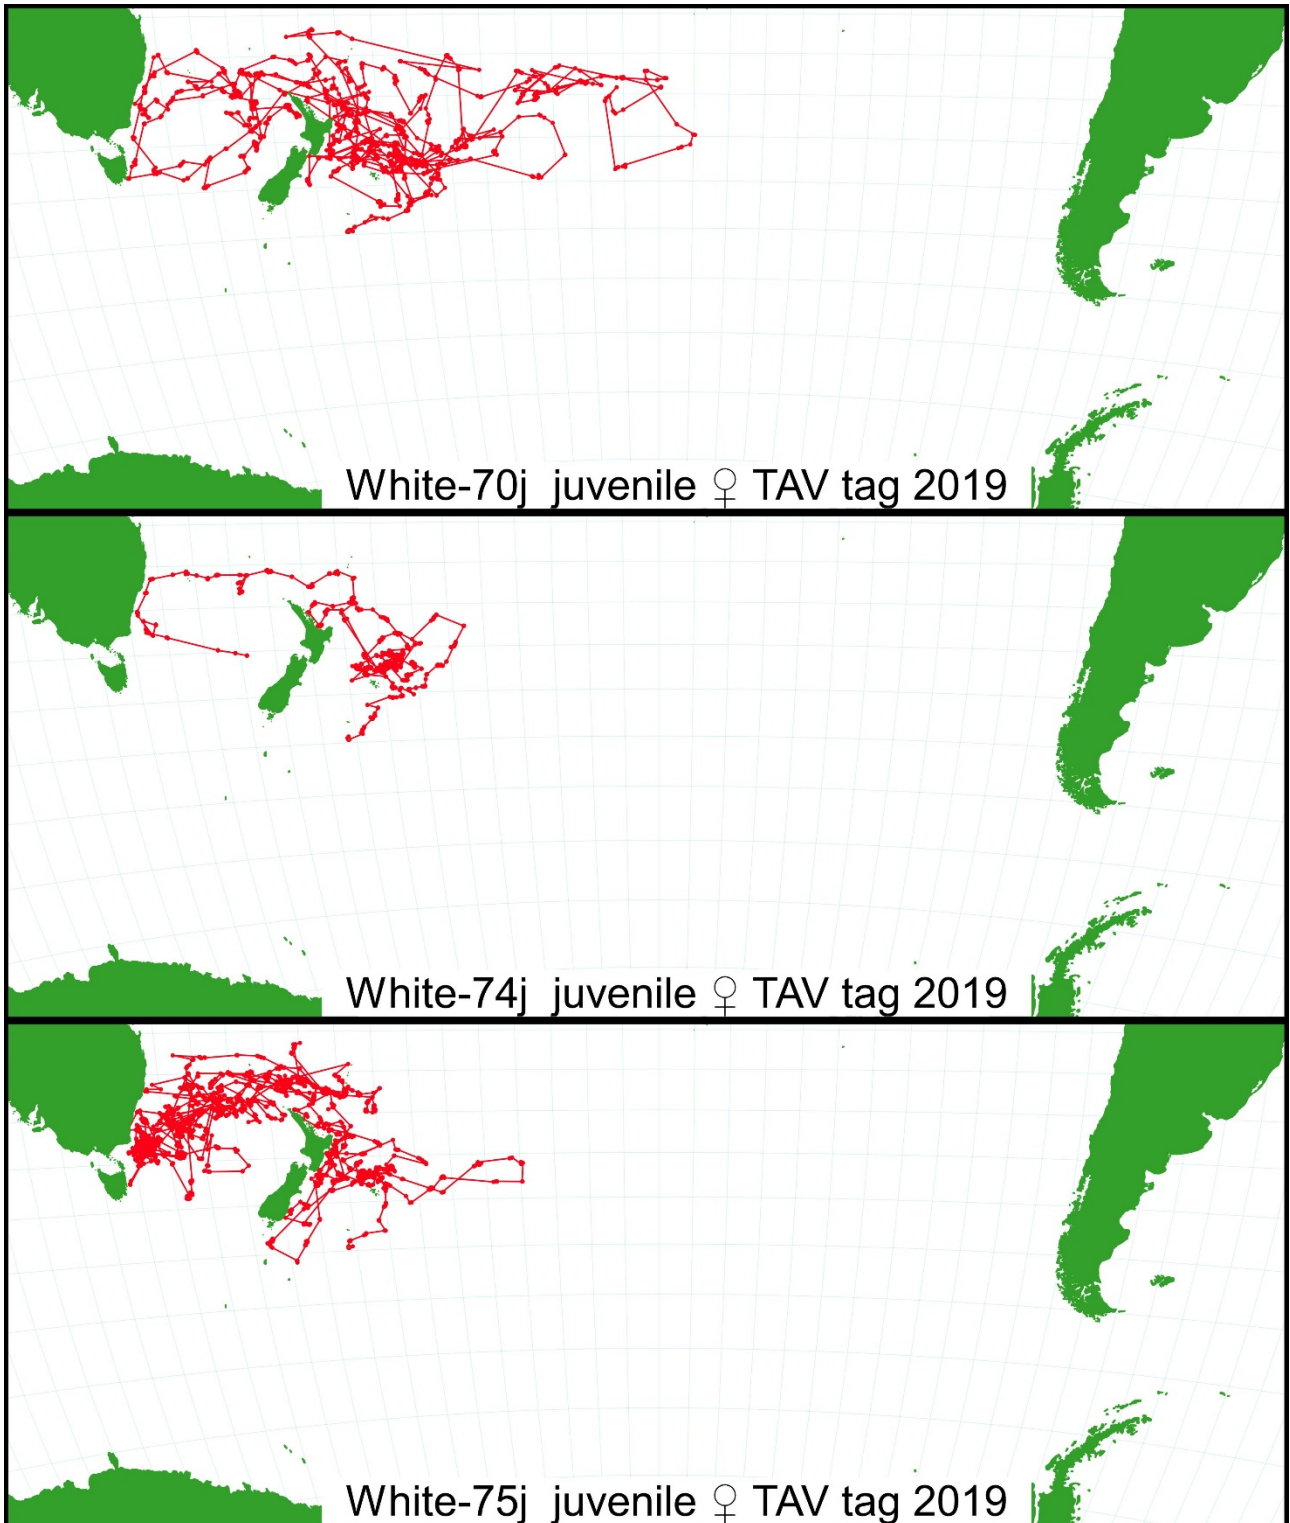 White-70j juvenile ♀ TAV tag 2019
White-74j juvenile ♀ TAV tag 2019
White-75j juvenile ♀ TAV tag 2019